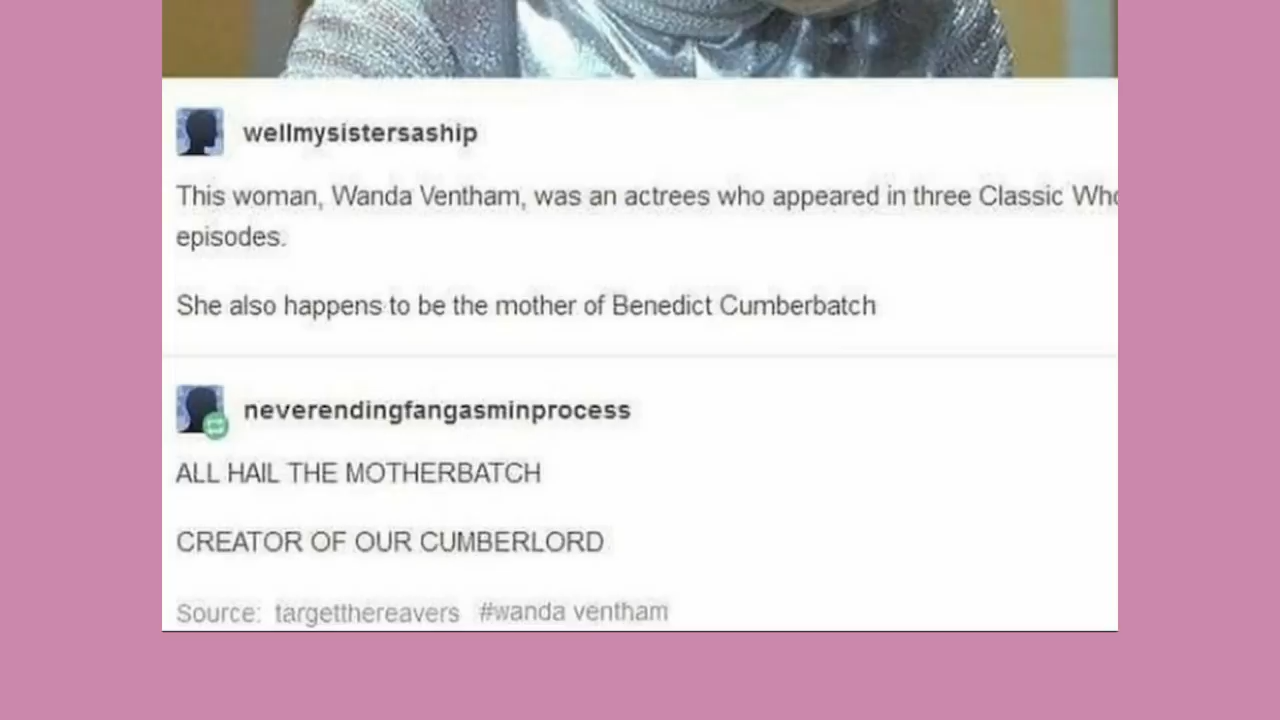 wellmysistersaship
This woman, Wanda Ventham, was an actrees who appeared in three Classic Who
episodes.
She also happens to be the mother of Benedict Cumberbatch
neverendingfangasminprocess
ALL HAIL THE MOTHERBATCH
CREATOR OF OUR CUMBERLORD
Source: targetthereavers #wanda ventham